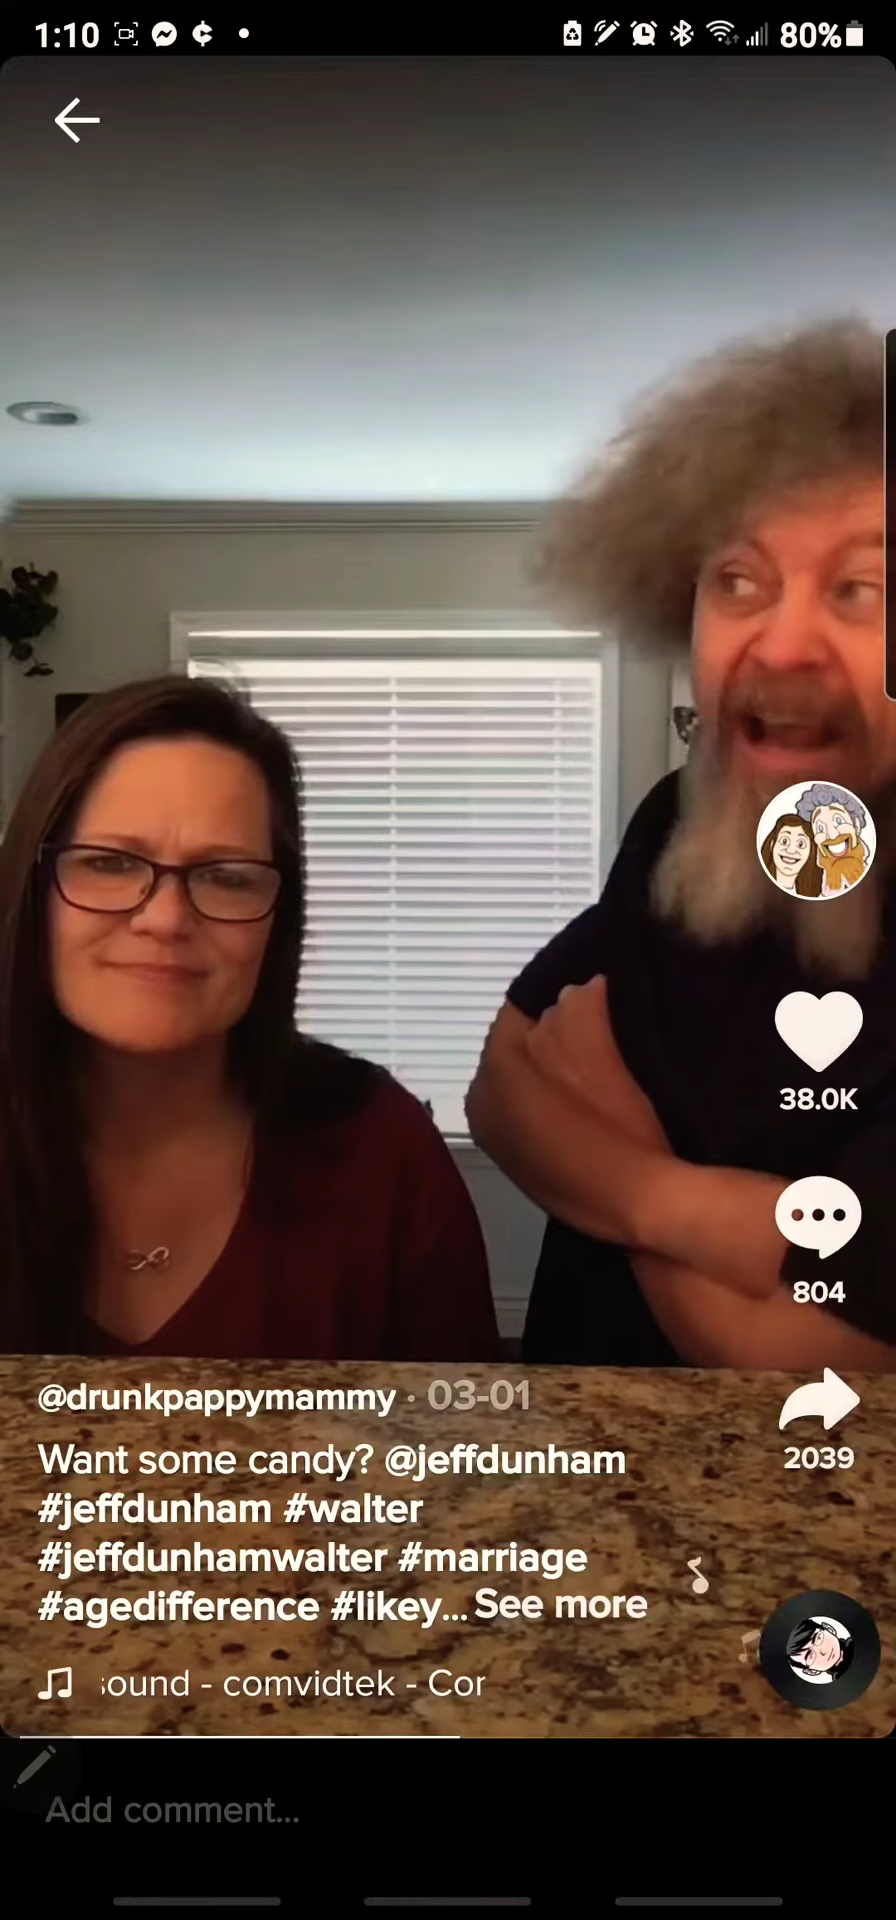 1:10
80%
38.0K
804
2039
@drunkpappymammy · 03-01
Want some candy? @jeffdunham
#jeffdunham #walter
#jeffdunhamwalter #marriage
#agedifference #likey... See more
sound - comvidtek - Cor
Add comment...